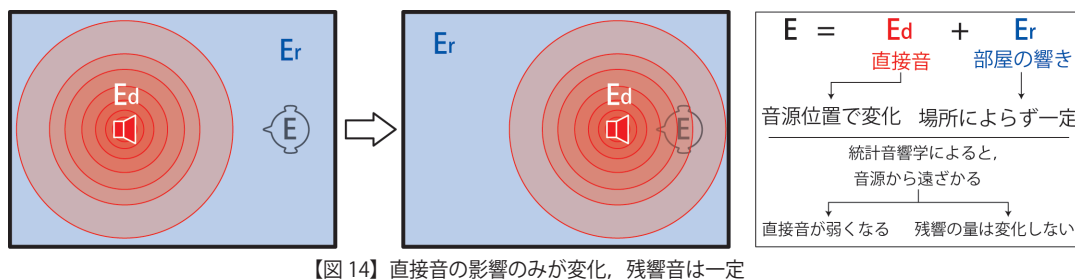 Ed
Er
E
Er
Ed
E
E = Ed + Er
直接音 部屋の響き
音源位置で変化 場所によらず一定
統計音響学によると,
音源から遠ざかる
直接音が弱くなる 残響の量は変化しない
【図 14】直接音の影響のみが変化，残響音は一定